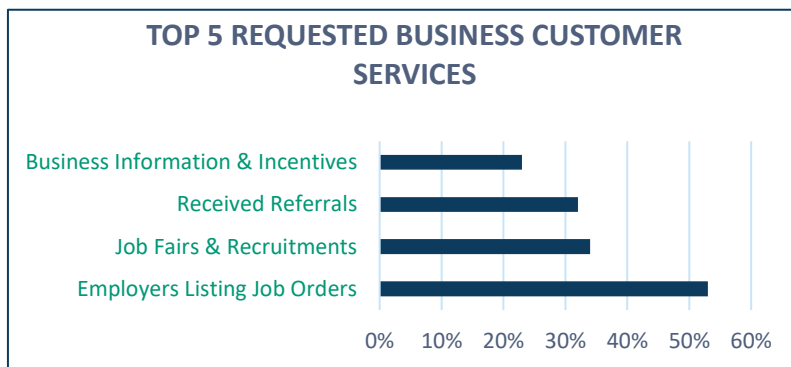 TOP 5 REQUESTED BUSINESS CUSTOMER
SERVICES
Business Information & Incentives
Received Referrals
Job Fairs & Recruitments
Employers Listing Job Orders
0% 10% 20% 30% 40% 50% 60%